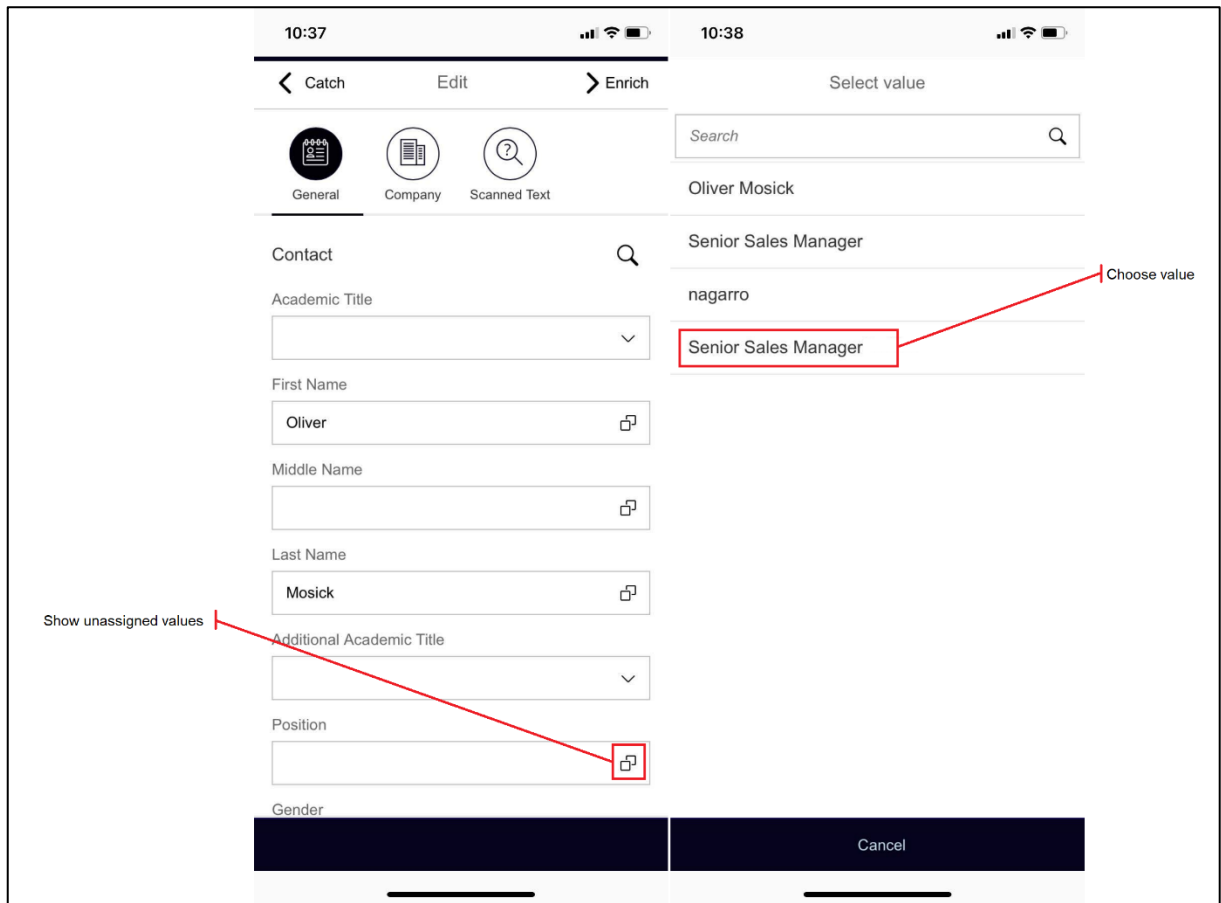 10:37
Catch
Edit
Enrich
General
Company
Scanned Text
Contact
Academic Title
First Name
Oliver
Middle Name
Last Name
Mosick
Show unassigned values
Additional Academic Title
Position
Gender
10:38
Select value
Search
Oliver Mosick
Senior Sales Manager
nagarro
Senior Sales Manager
Choose value
Cancel